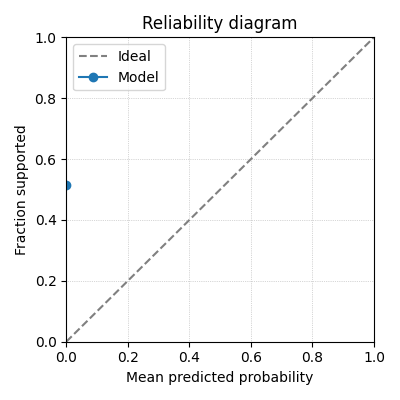 Reliability diagram
1.0
0.8
0.6
0.4
0.2
0.0
Fraction supported
Ideal
Model
0.0 0.2 0.4 0.6 0.8 1.0
Mean predicted probability